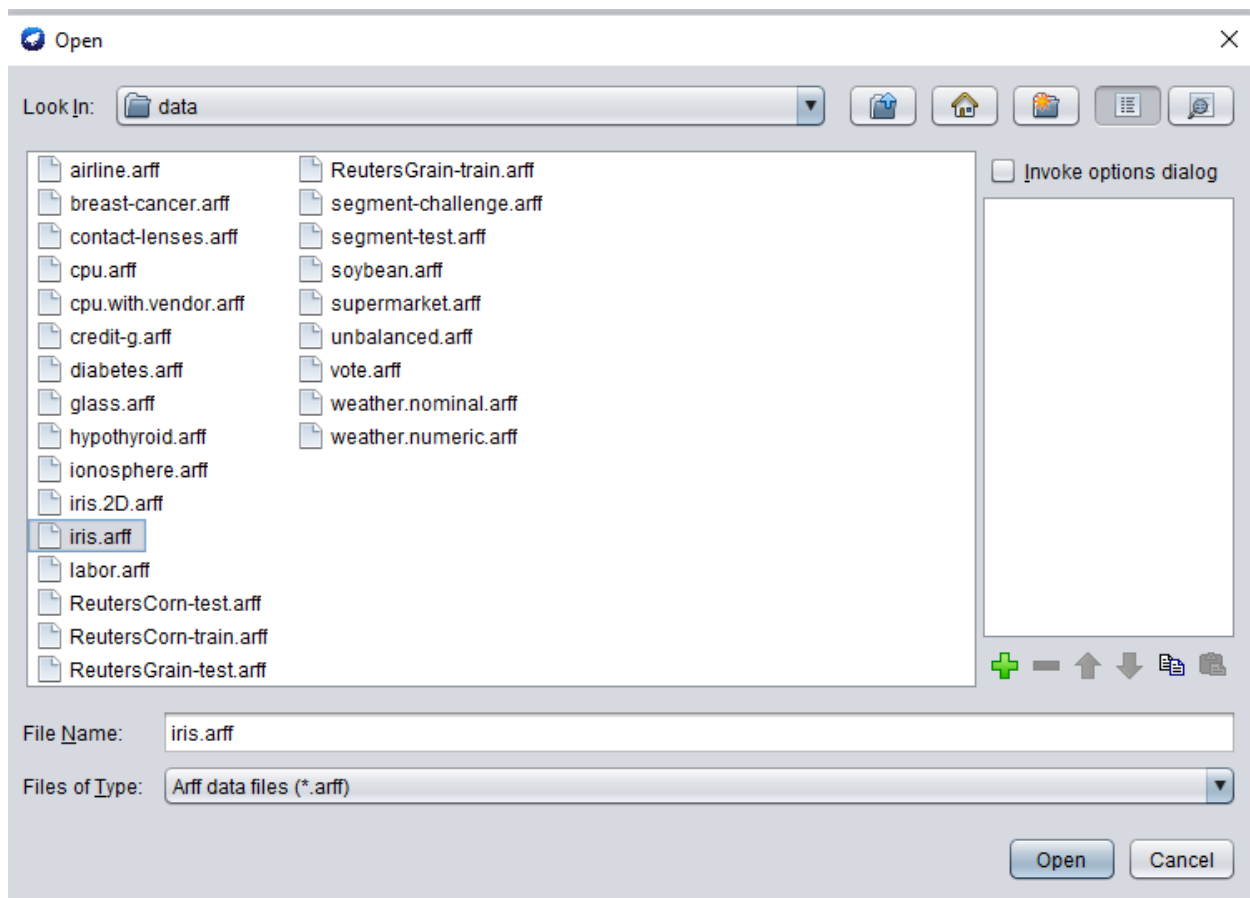 Open
Look In: data
airline.arff
breast-cancer.arff
contact-lenses.arff
cpu.arff
cpu.with.vendor.arff
credit-g.arff
diabetes.arff
glass.arff
hypothyroid.arff
ionosphere.arff
iris.2D.arff
iris.arff
labor.arff
ReutersCorn-test.arff
ReutersCorn-train.arff
ReutersGrain-test.arff
ReutersGrain-train.arff
segment-challenge.arff
segment-test.arff
soybean.arff
supermarket.arff
unbalanced.arff
vote.arff
weather.nominal.arff
weather.numeric.arff
Invoke options dialog
File Name: iris.arff
Files of Type: Arff data files (*.arff)
Open Cancel